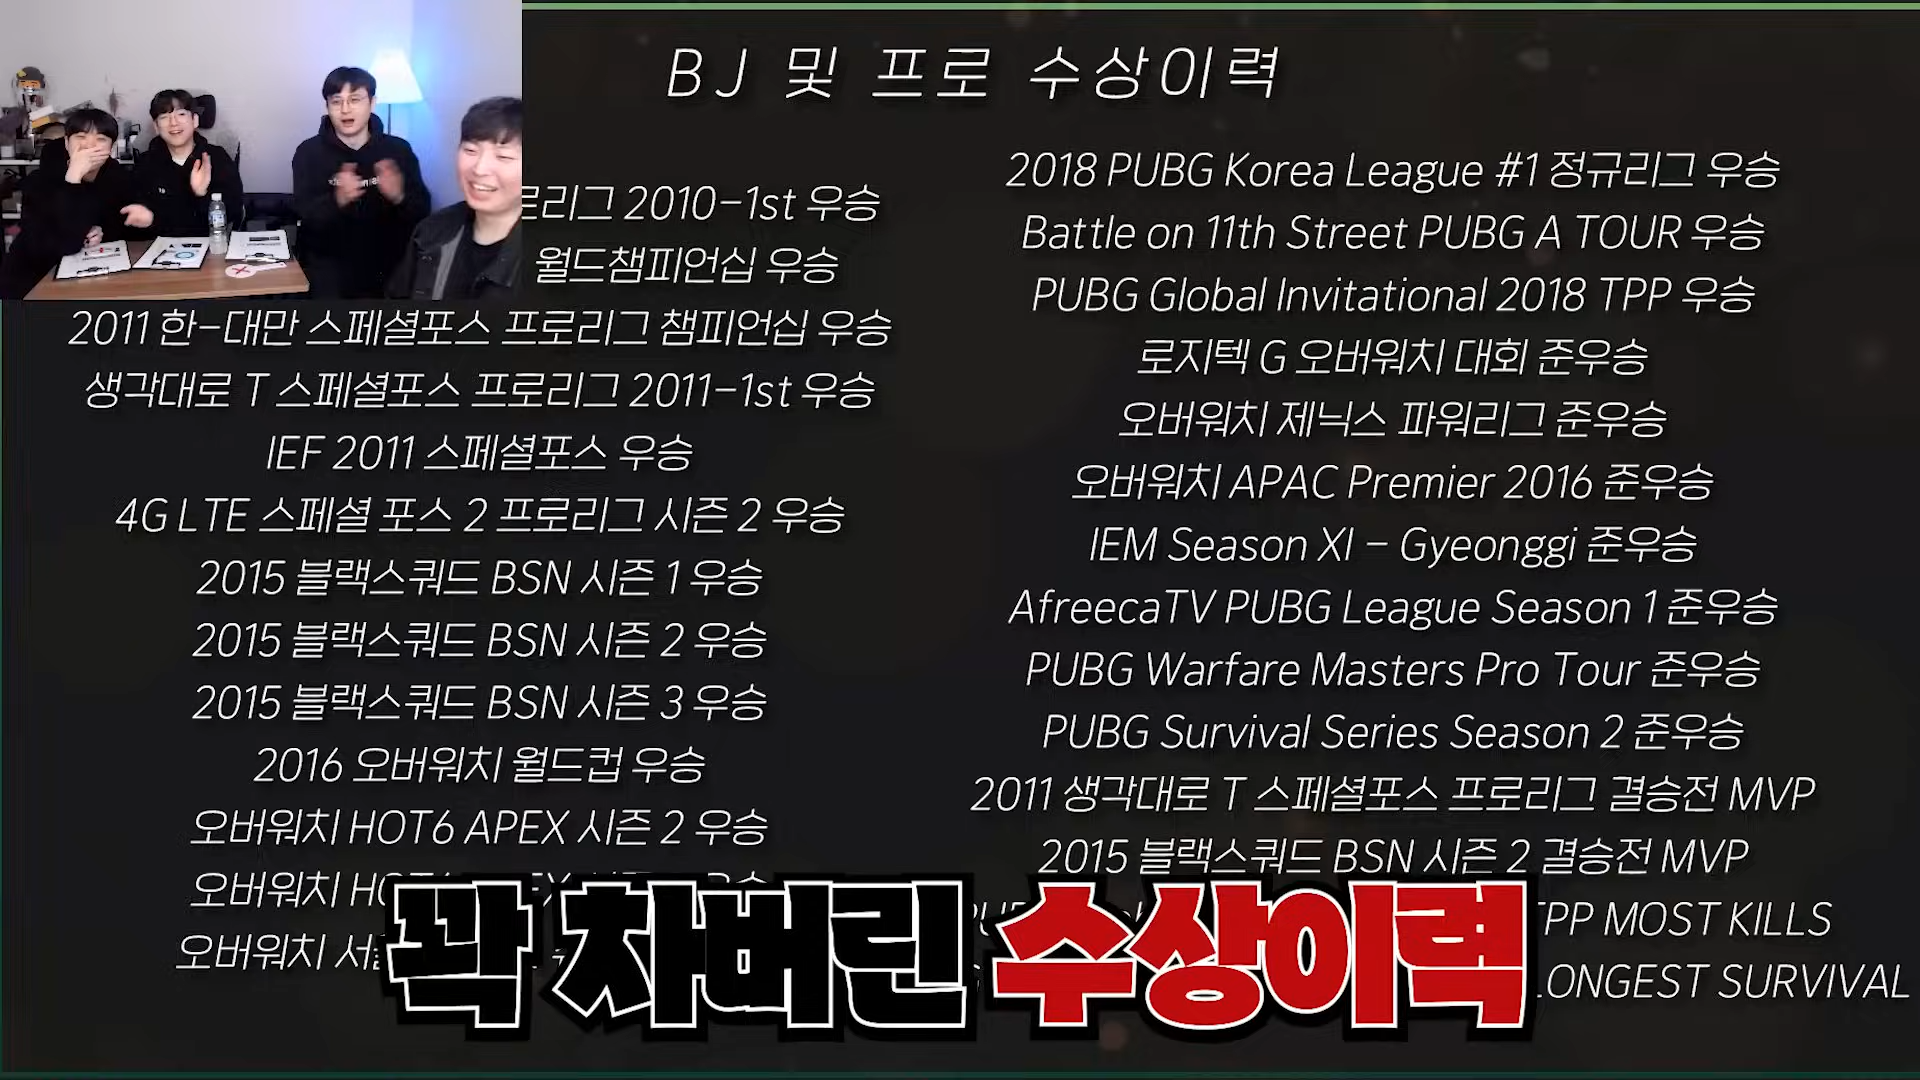 BJ 및 프로 수상이력
프로리그 2010-1st 우승
월드챔피언십 우승
2011 한-대만 스페셜포스 프로리그 챔피언십 우승
생각대로 T 스페셜포스 프로리그 2011-1st 우승
IEF 2011 스페셜포스 우승
4G LTE 스페셜 포스 2 프로리그 시즌 2 우승
2015 블랙스쿼드 BSN 시즌 1 우승
2015 블랙스쿼드 BSN 시즌 2 우승
2015 블랙스쿼드 BSN 시즌 3 우승
2016 오버워치 월드컵 우승
오버워치 HOT6 APEX 시즌 2 우승
오버워치
오버워치
2018 PUBG Korea League #1 정규리그 우승
Battle on 11th Street PUBG A TOUR 우승
PUBG Global Invitational 2018 TPP 우승
로지텍 G 오버워치 대회 준우승
오버워치 제닉스 파워리그 준우승
오버워치 APAC Premier 2016 준우승
IEM Season XI - Gyeonggi 준우승
AfreecaTV PUBG League Season 1 준우승
PUBG Warfare Masters Pro Tour 준우승
PUBG Survival Series Season 2 준우승
2011 생각대로 T 스페셜포스 프로리그 결승전 MVP
2015 블랙스쿼드 BSN 시즌 2 결승전 MVP
TPP MOST KILLS
LONGEST SURVIVAL
꽉 차버린 수상이력